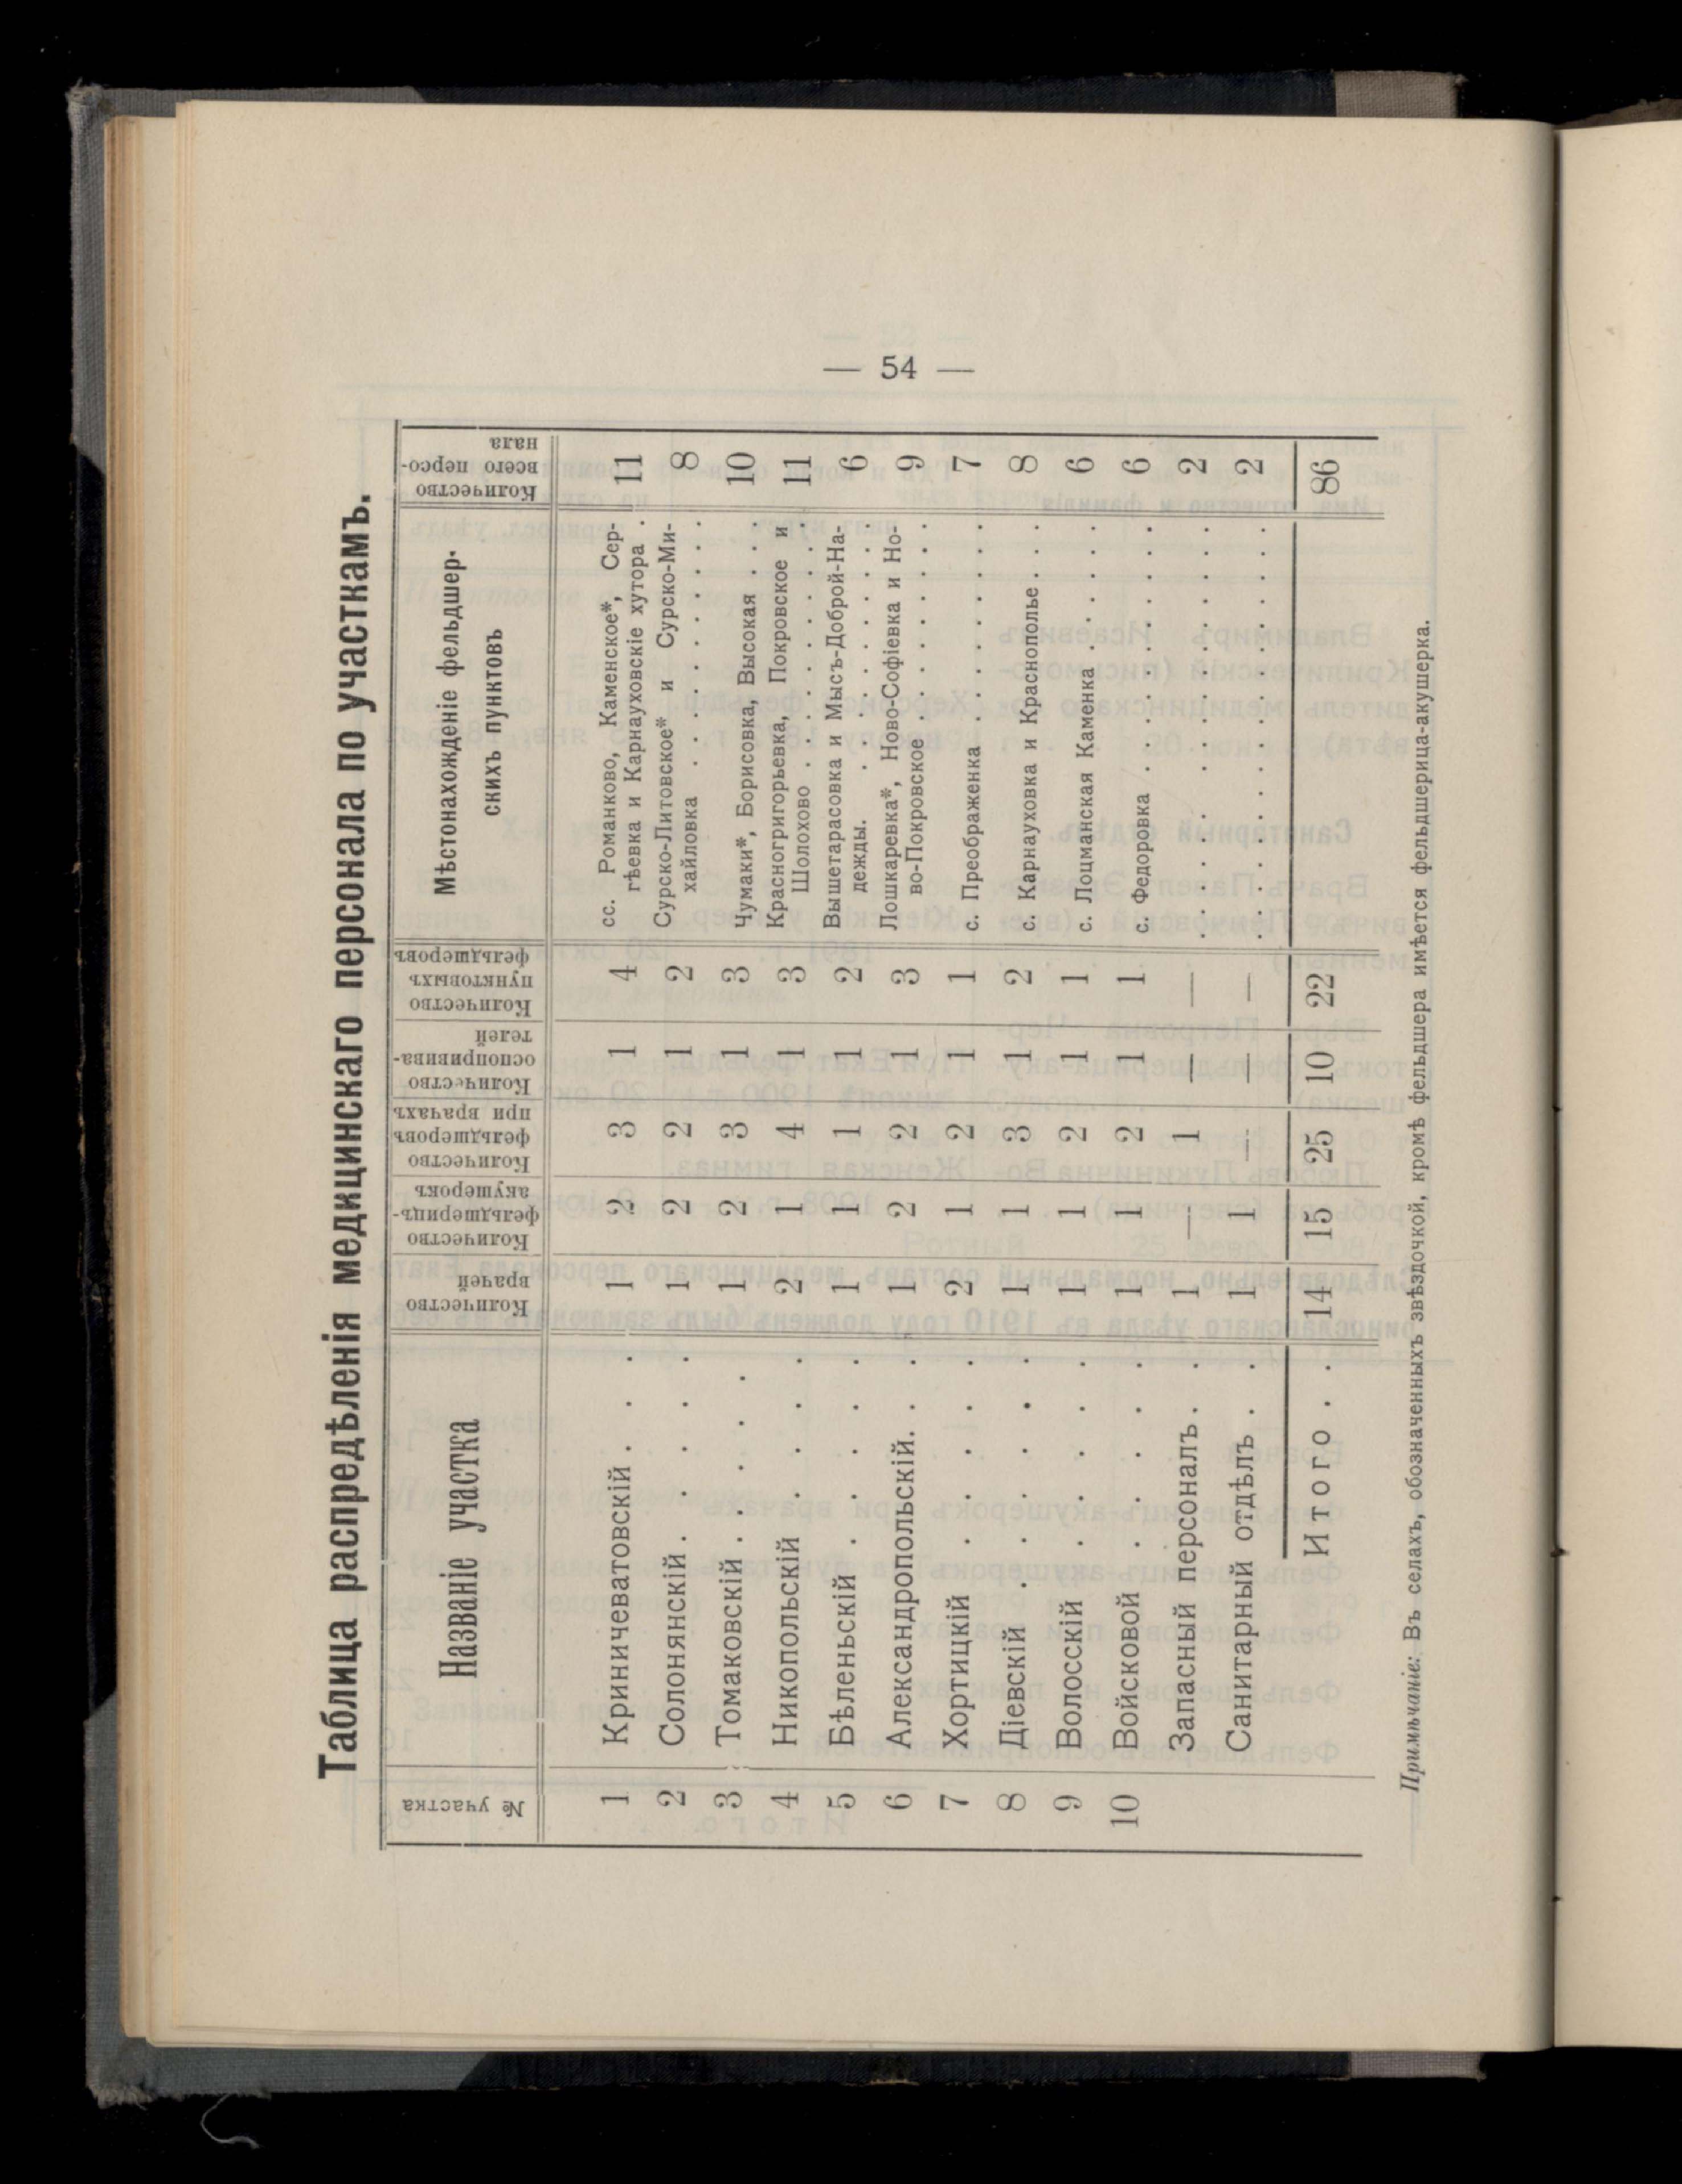 — 54 —
Таблица распредѣленія медицинскаго персонала по участкамъ.
№ участка
Названіе участка
Количество
врачей
Количество
фельдшерицъ-
акушерокъ
Количество
фельдшеровъ
при врачахъ
Количество
оспопривива-
телей
Количество
пунктовыхъ
фельдшеровъ
Мѣстонахожденіе фельдшер-
скихъ пунктовъ
Количество
всего персо-
нала
1 Криничеватовскій . . . 1 2 3 1 4 сс. Романково, Каменское*, Сер- 11
гѣевка и Карнауховскіе хутора .
2 Солонянскій . . . . . 1 2 2 1 2 Сурско-Литовское* и Сурско-Ми- 8
хайловка . . . . . . . . . .
3 Томаковскій . . . . . 1 2 3 1 3 Чумаки*, Борисовка, Высокая . . . 10
4 Никопольскій . . . . 2 1 4 1 3 Красногригорьевка, Покровское и 11
Шолохово . . . . . . . . . .
5 Бѣленьскій . . . . . 1 1 1 1 2 Вышетарасовка и Мысъ-Доброй-На- 6
дежды. . . . . . . . . . .
6 Александропольскій. . . 1 2 2 1 3 Лошкаревка*, Ново-Софіевка и Но- 9
во-Покровское . . . . . . . .
7 Хортицкій . . . . . 2 1 2 1 1 с. Преображенка . . . . . . . . 7
8 Діевскій . . . . . . 1 1 3 1 2 с. Карнауховка и Краснополье . . . 8
9 Волосскій . . . . . 1 1 2 1 1 с. Лоцманская Каменка . . . . . . 6
10 Войсковой . . . . . 1 1 2 1 1 с. Федоровка . . . . . . . . . . 6
Запасный персоналъ . . 1 — 1 — — . . . . . . . . . . . . 2
Санитарный отдѣлъ . . 1 1 — — — . . . . . . . . . . . . 2
Итого . . 14 15 25 10 22 86
Примѣчаніе: Въ селахъ, обозначенныхъ звѣздочкой, кромѣ фельдшера имѣется фельдшерица-акушерка.